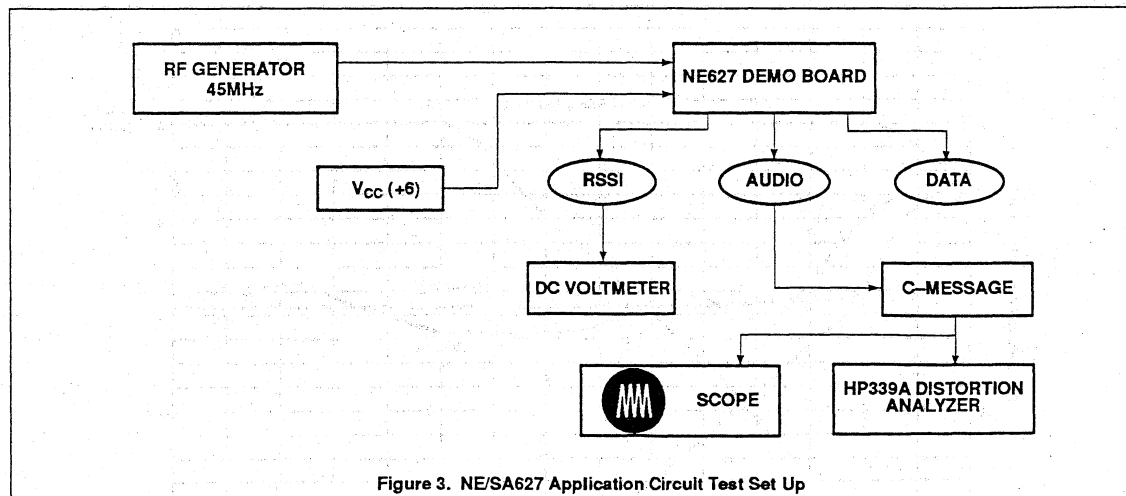 RF GENERATOR
45MHz
NE627 DEMO BOARD
VCC (+6)
RSSI
AUDIO
DATA
DC VOLTMETER
C–MESSAGE
SCOPE
HP339A DISTORTION
ANALYZER
Figure 3. NE/SA627 Application Circuit Test Set Up